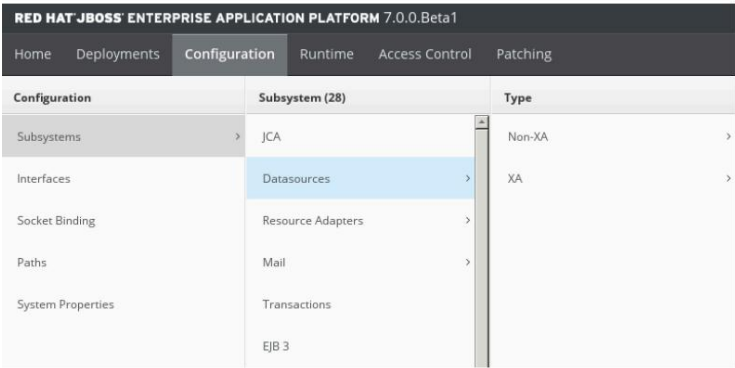 RED HAT JBOSS ENTERPRISE APPLICATION PLATFORM 7.0.0.Beta1
Home Deployments Configuration Runtime Access Control Patching
Configuration Subsystem (28) Type
Subsystems > JCA Non-XA >
Interfaces Datasources > XA >
Socket Binding Resource Adapters >
Paths Mail >
System Properties Transactions
EJB 3